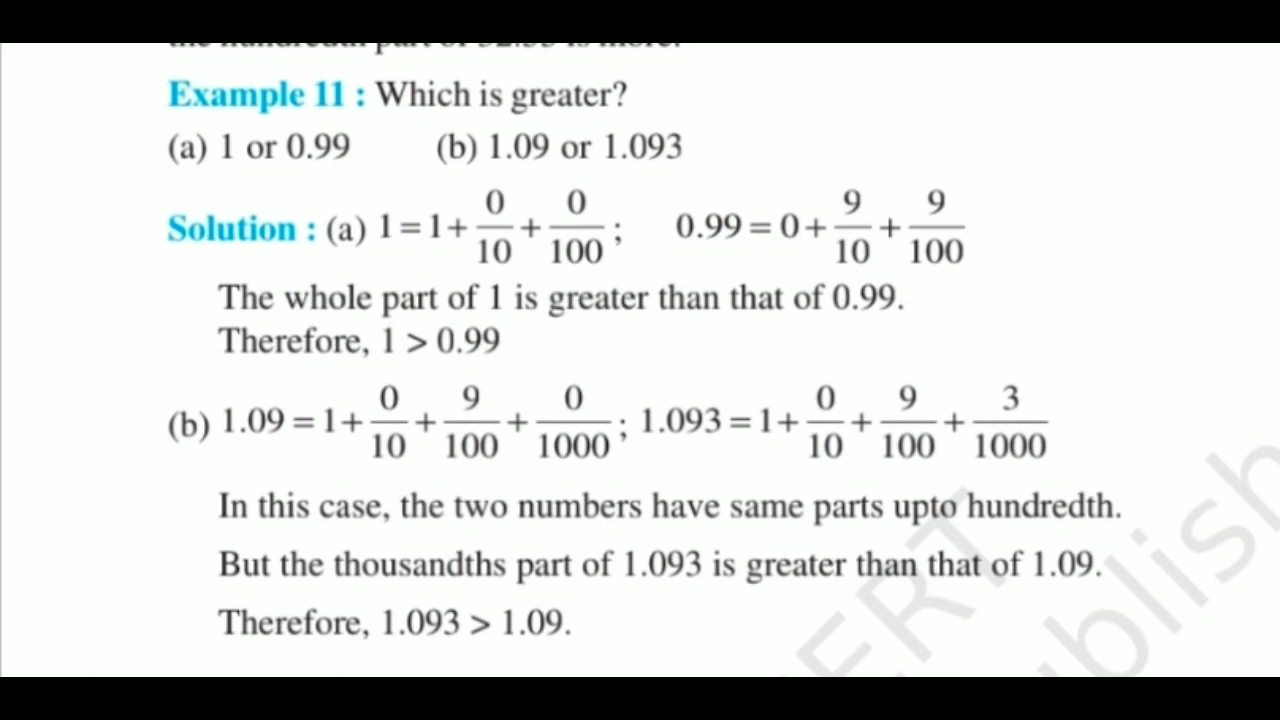 Example 11 : Which is greater?
(a) 1 or 0.99 (b) 1.09 or 1.093
Solution : (a) 1 = 1 + 0/10 + 0/100 ; 0.99 = 0 + 9/10 + 9/100
The whole part of 1 is greater than that of 0.99.
Therefore, 1 > 0.99
(b) 1.09 = 1 + 0/10 + 9/100 + 0/1000 ; 1.093 = 1 + 0/10 + 9/100 + 3/1000
In this case, the two numbers have same parts upto hundredth.
But the thousandths part of 1.093 is greater than that of 1.09.
Therefore, 1.093 > 1.09.